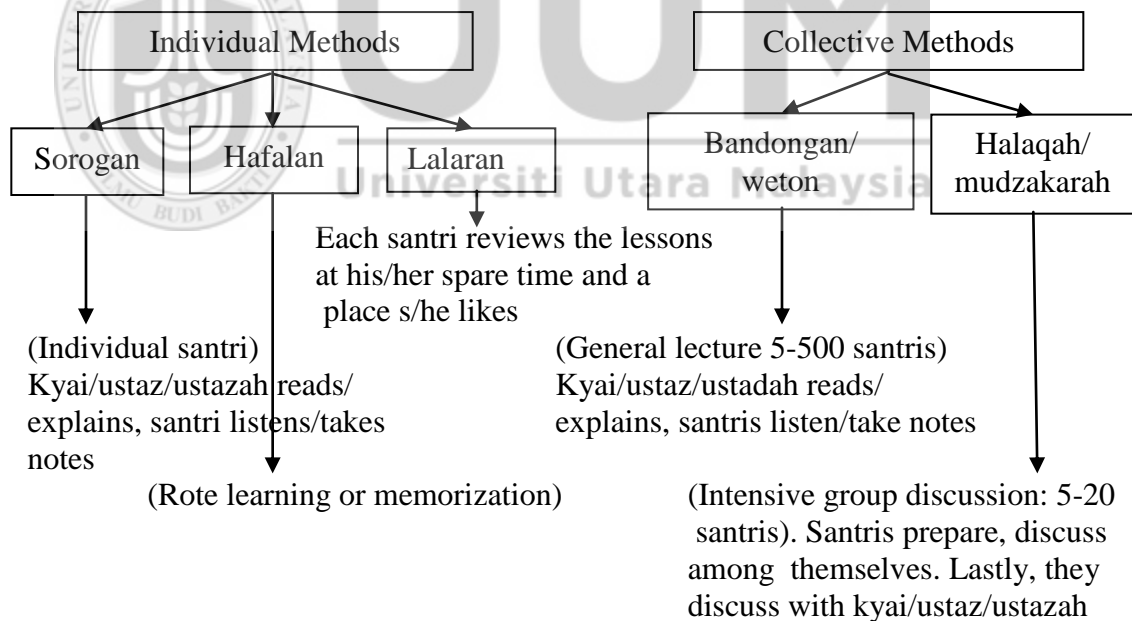 UUM
Universiti Utara Malaysia
Individual Methods
Collective Methods
Sorogan
Hafalan
Lalaran
Bandongan/
weton
Halaqah/
mudzakarah
Each santri reviews the lessons
at his/her spare time and a
place s/he likes
(Individual santri)
Kyai/ustaz/ustazah reads/
explains, santri listens/takes
notes
(General lecture 5-500 santris)
Kyai/ustaz/ustadah reads/
explains, santris listen/take notes
(Rote learning or memorization)
(Intensive group discussion: 5-20
santris). Santris prepare, discuss
among themselves. Lastly, they
discuss with kyai/ustaz/ustazah